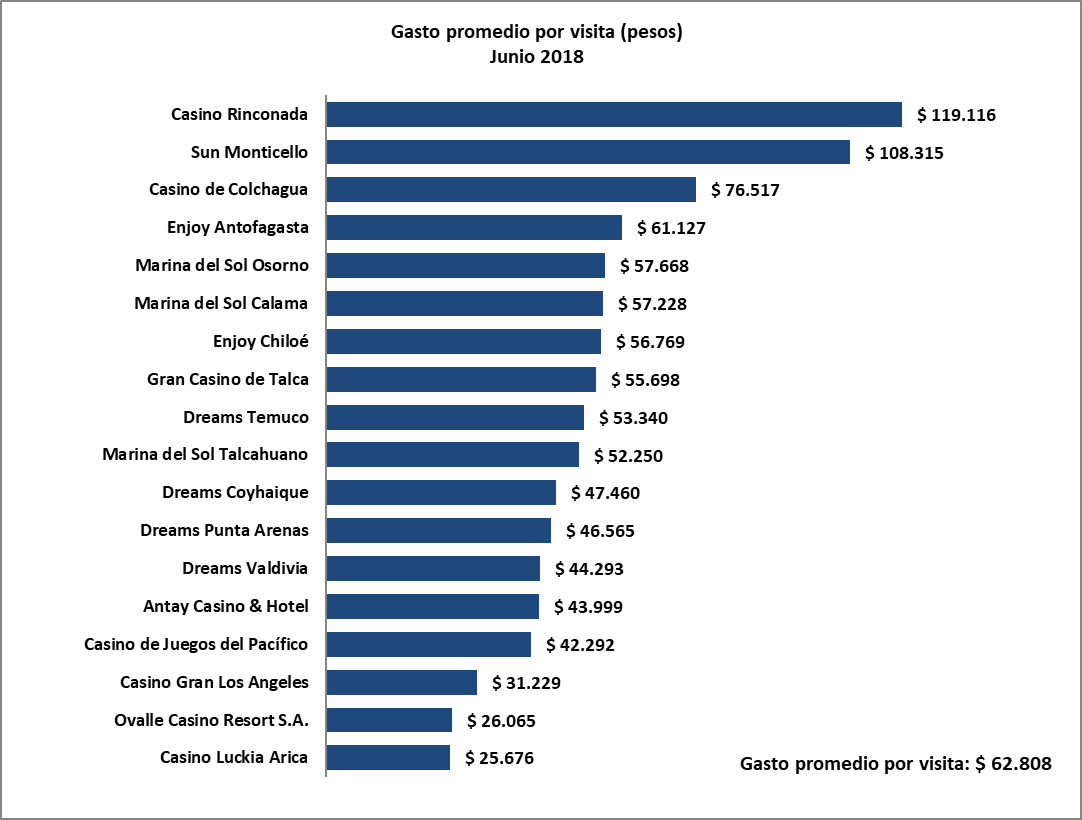 Gasto promedio por visita (pesos)
Junio 2018
Casino Rinconada $ 119.116
Sun Monticello $ 108.315
Casino de Colchagua $ 76.517
Enjoy Antofagasta $ 61.127
Marina del Sol Osorno $ 57.668
Marina del Sol Calama $ 57.228
Enjoy Chiloé $ 56.769
Gran Casino de Talca $ 55.698
Dreams Temuco $ 53.340
Marina del Sol Talcahuano $ 52.250
Dreams Coyhaique $ 47.460
Dreams Punta Arenas $ 46.565
Dreams Valdivia $ 44.293
Antay Casino & Hotel $ 43.999
Casino de Juegos del Pacífico $ 42.292
Casino Gran Los Angeles $ 31.229
Ovalle Casino Resort S.A. $ 26.065
Casino Luckia Arica $ 25.676
Gasto promedio por visita: $ 62.808